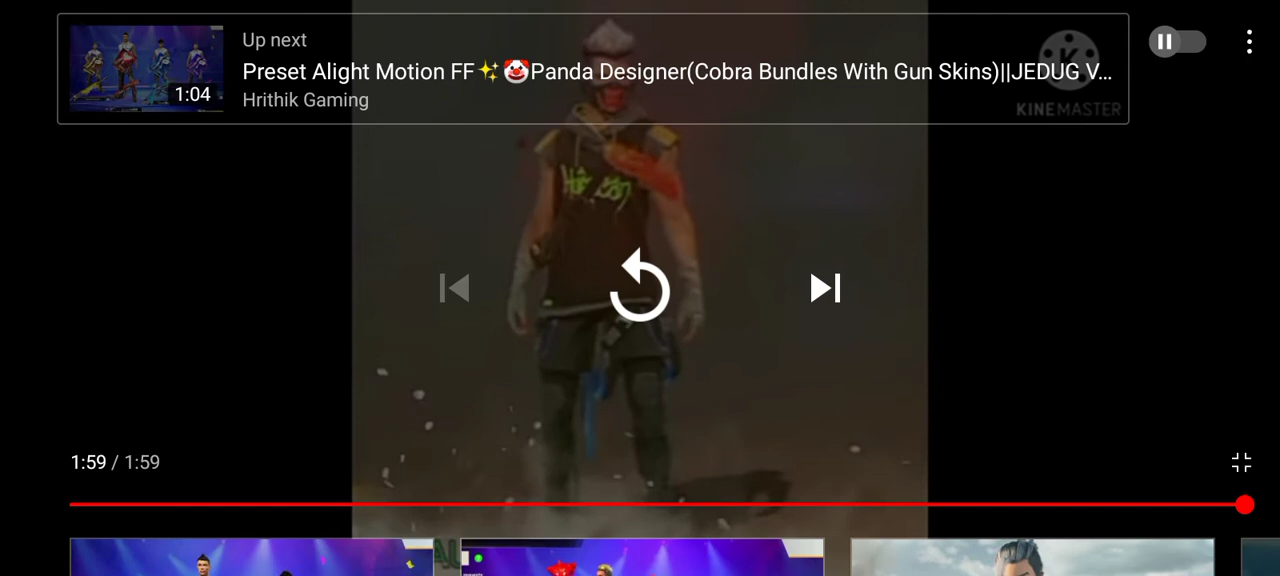 Up next
Preset Alight Motion FF✨🤡Panda Designer(Cobra Bundles With Gun Skins)||JEDUG V...
1:04
Hrithik Gaming
K
KINEMASTER
1:59 / 1:59